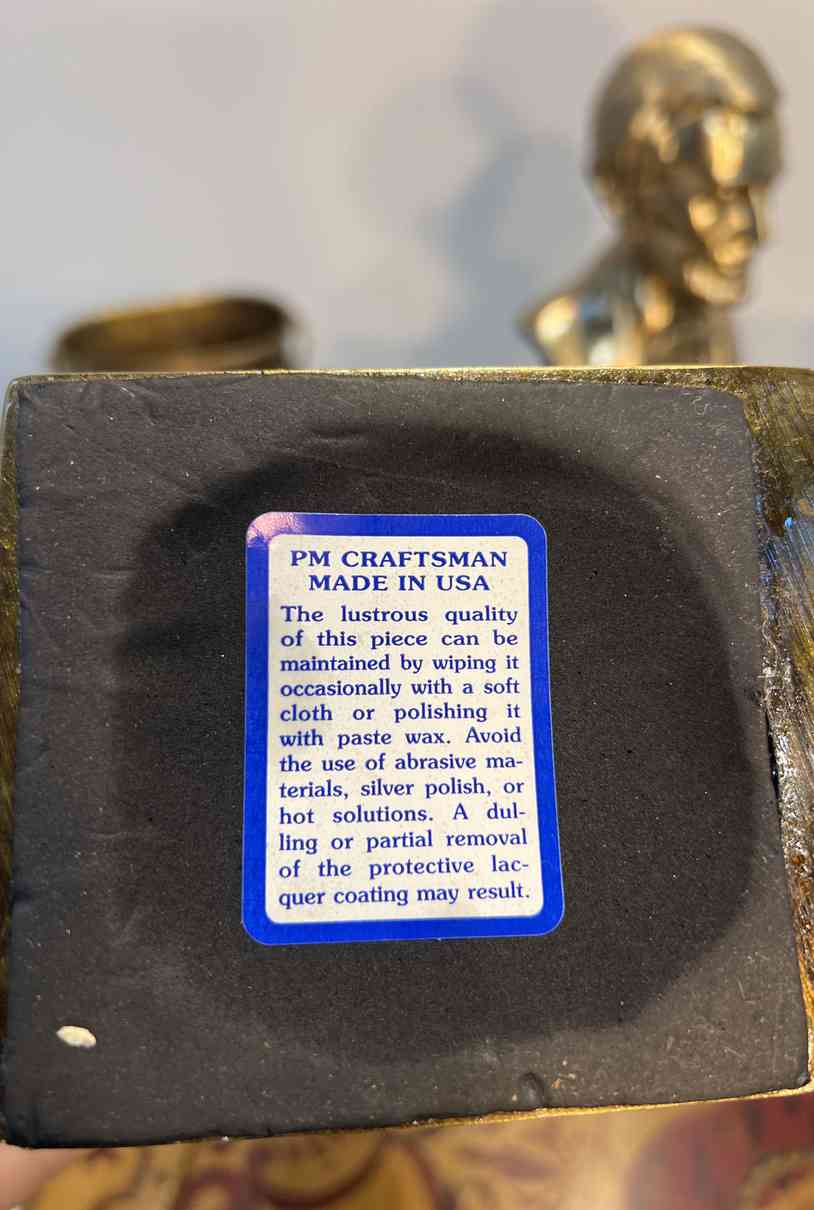 PM CRAFTSMAN
MADE IN USA
The lustrous quality
of this piece can be
maintained by wiping it
occasionally with a soft
cloth or polishing it
with paste wax. Avoid
the use of abrasive ma-
terials, silver polish, or
hot solutions. A dul-
ling or partial removal
of the protective lac-
quer coating may result.